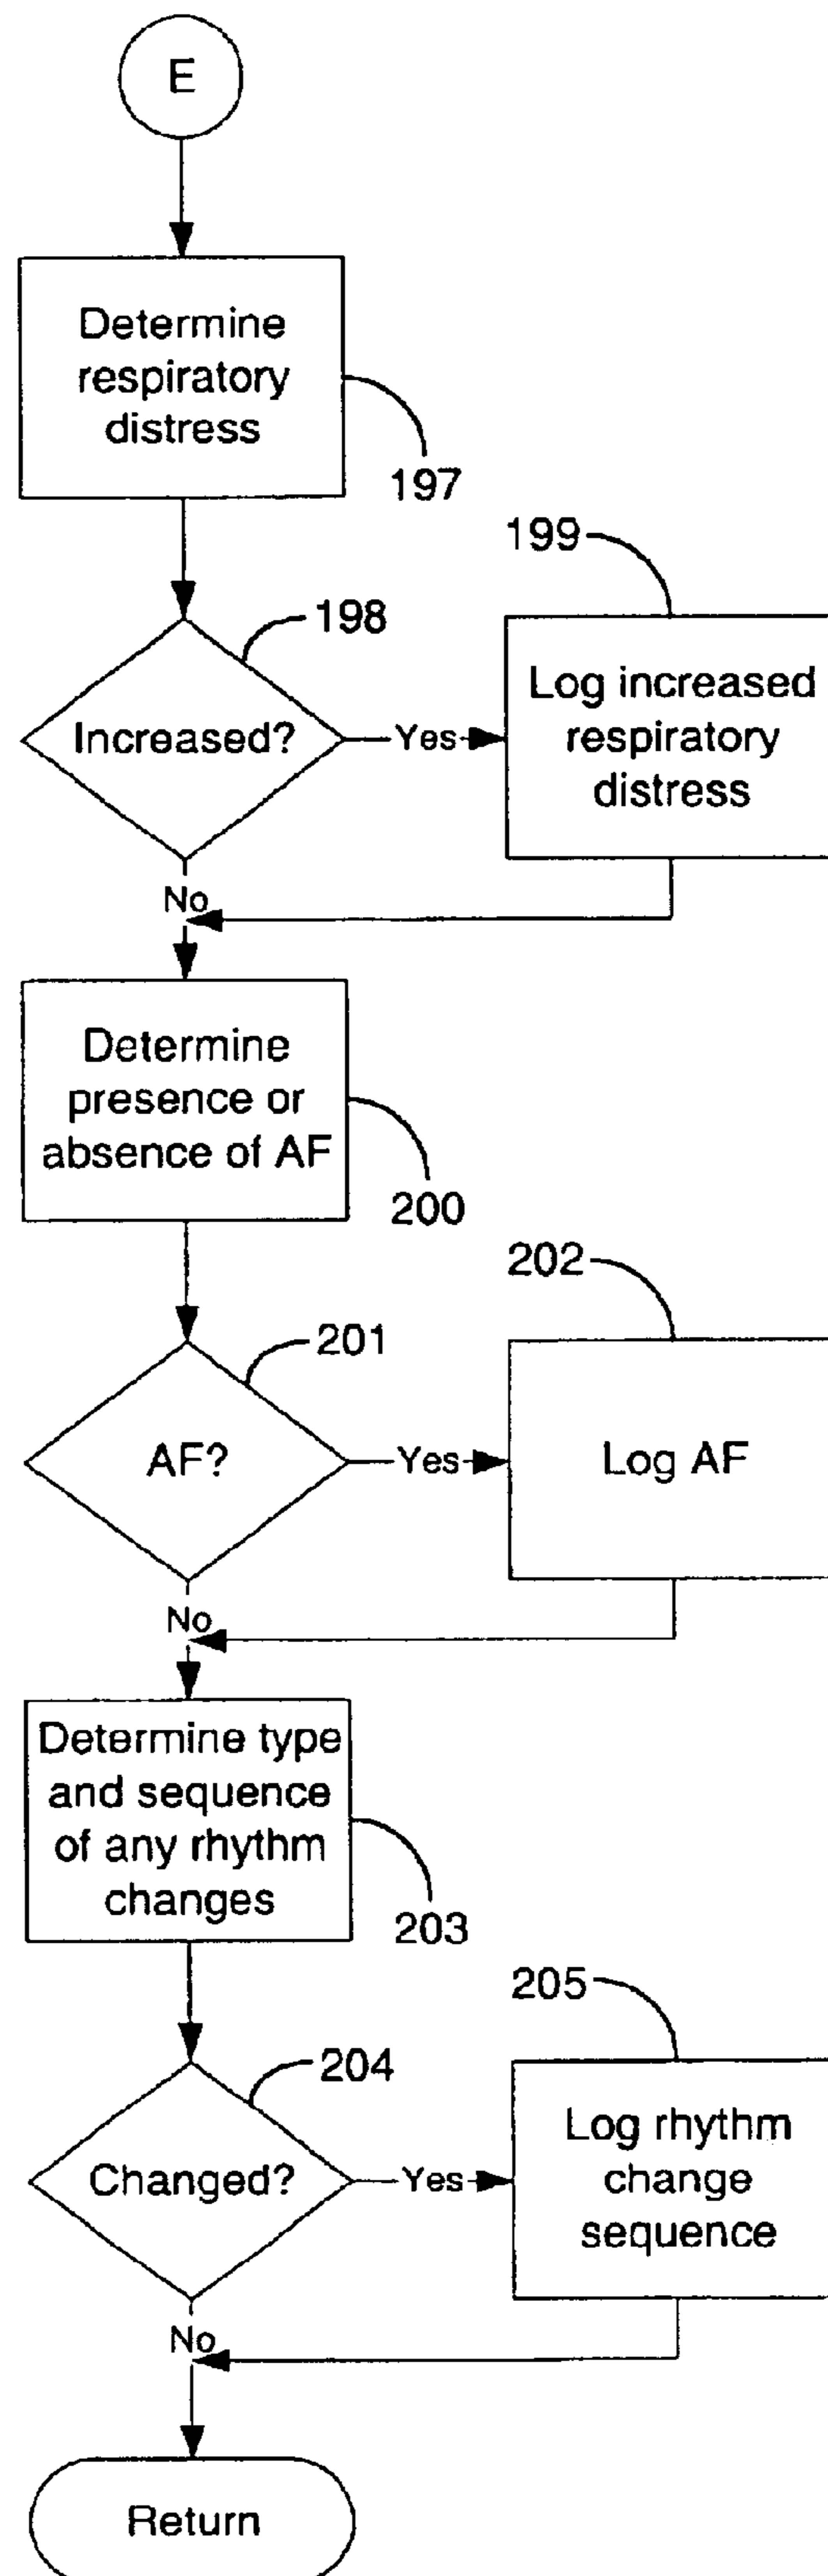 E
Determine
respiratory
distress
197
198
199
Increased?
Yes
Log increased
respiratory
distress
No
Determine
presence or
absence of AF
200
201
202
AF?
Yes
Log AF
No
Determine type
and sequence
of any rhythm
changes
203
204
205
Changed?
Yes
Log rhythm
change
sequence
No
Return